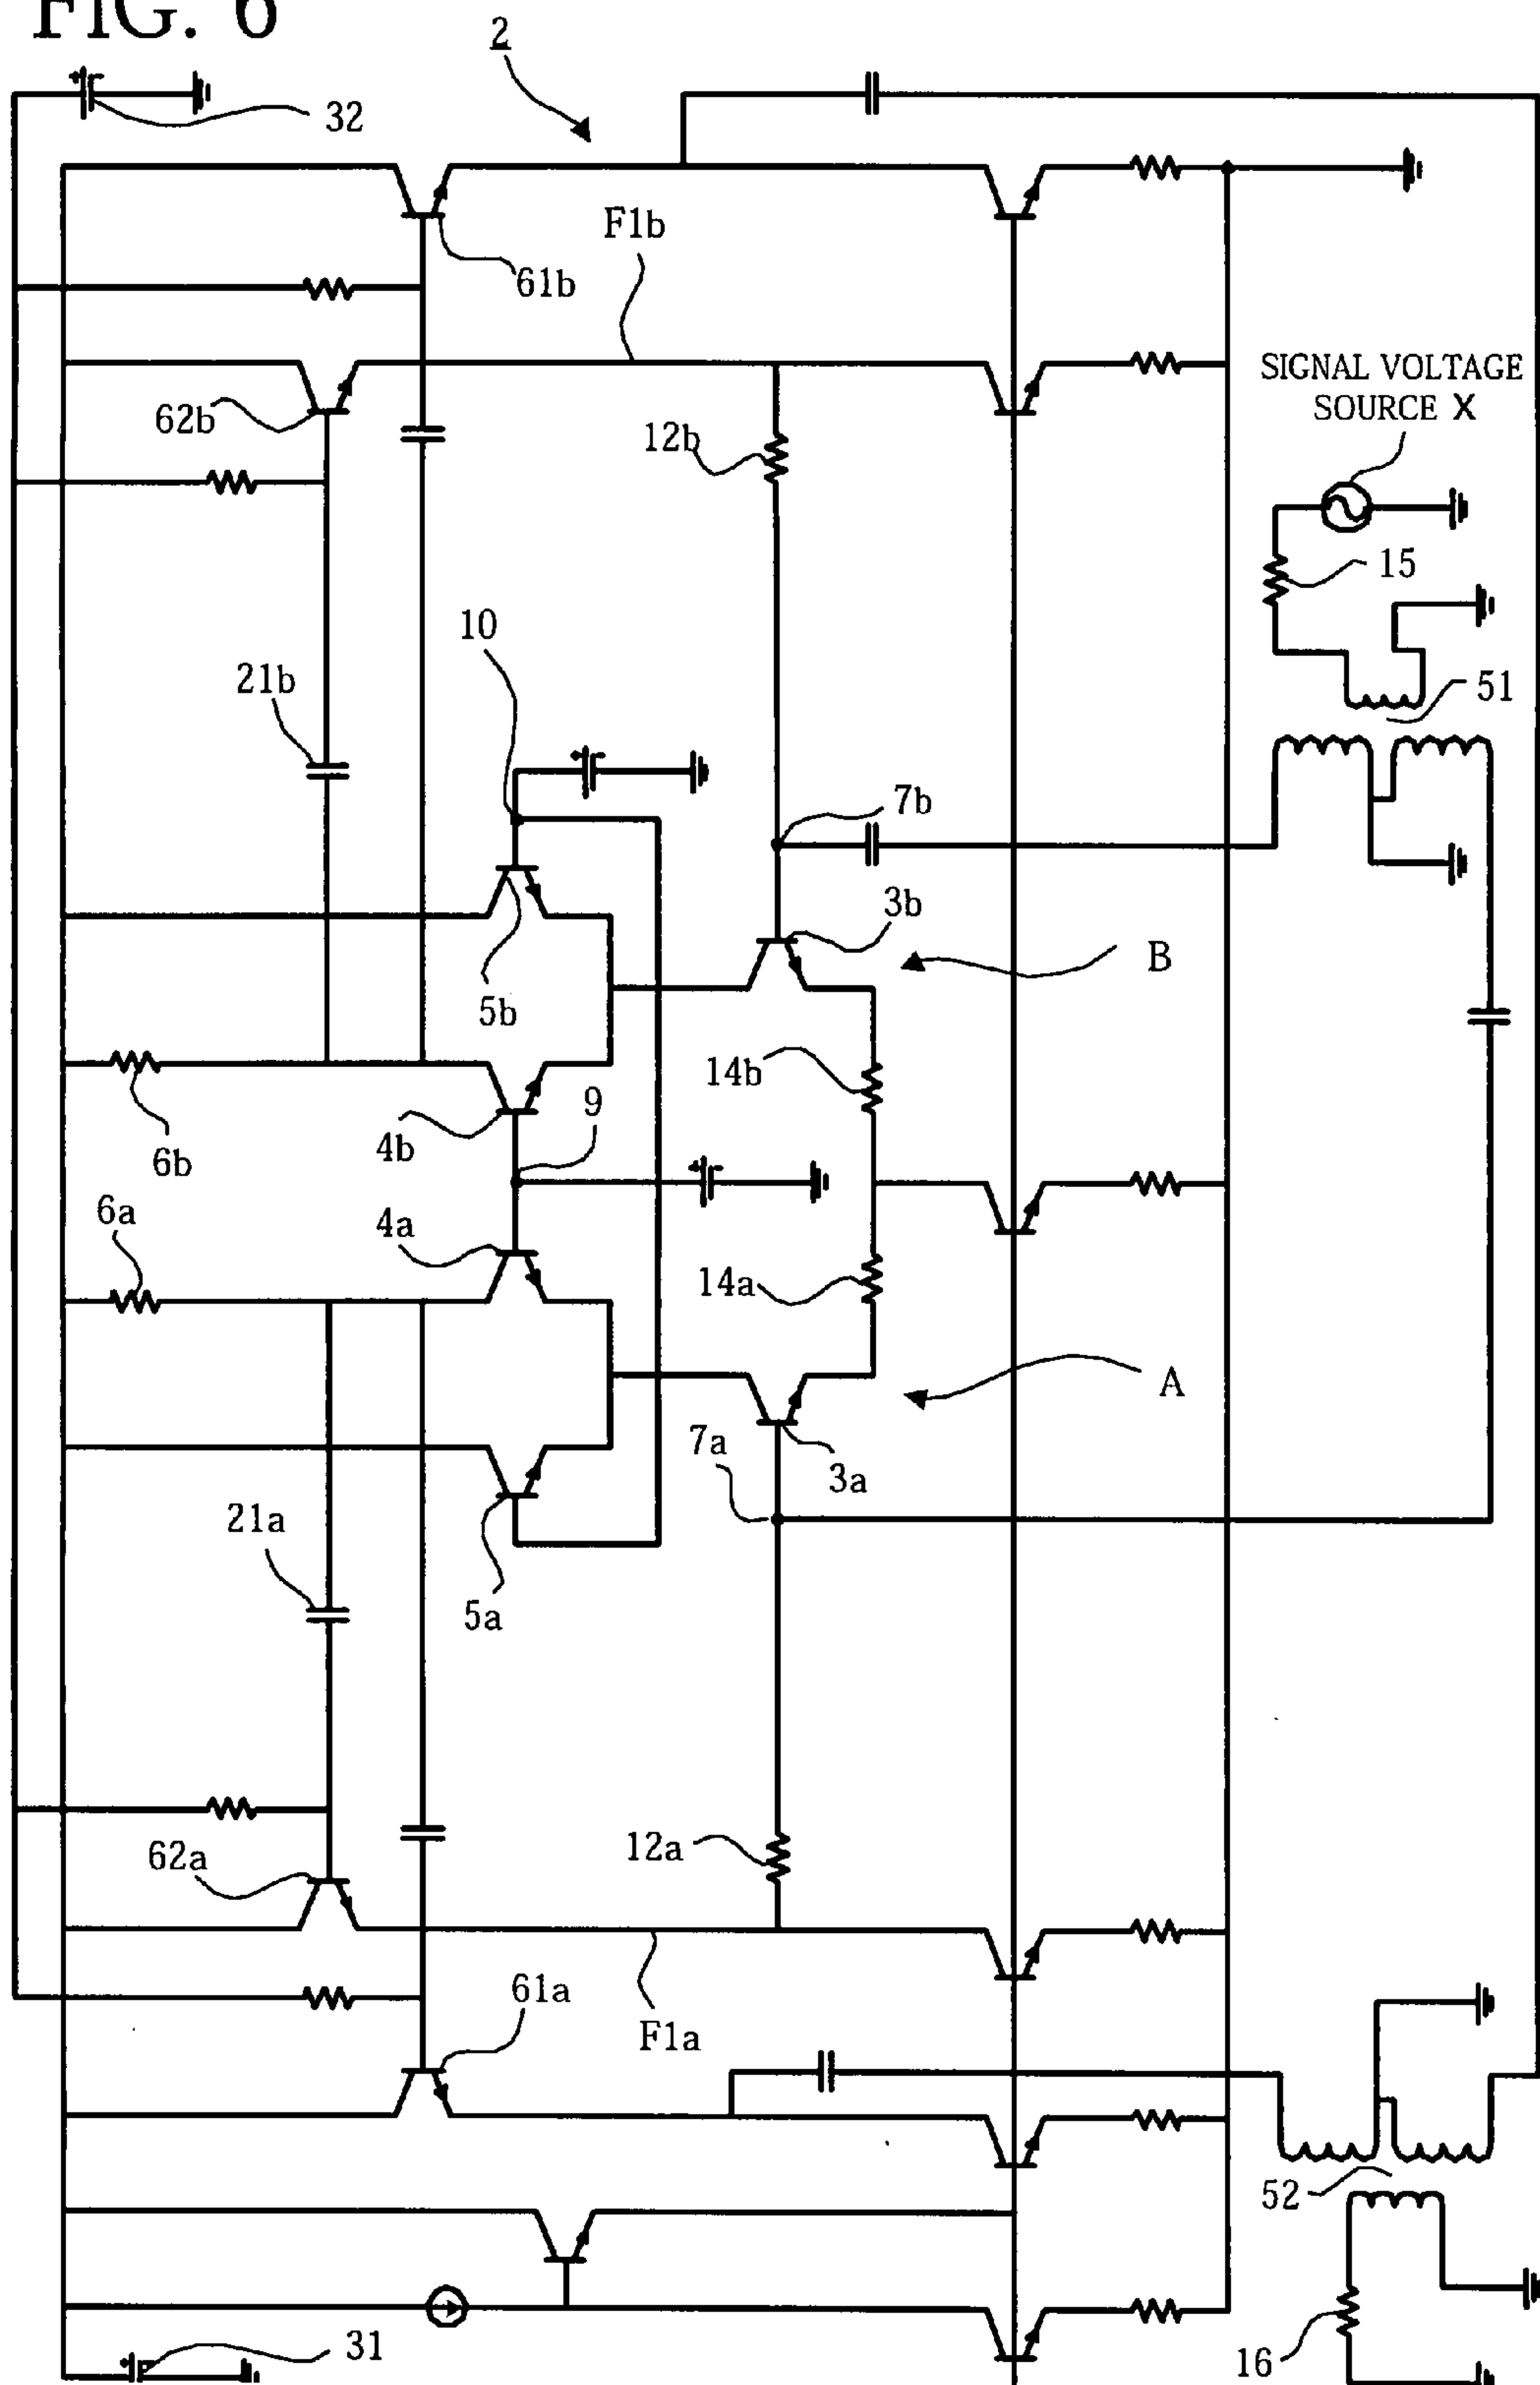 FIG. 6
2
32
F1b
61b
SIGNAL VOLTAGE
SOURCE X
62b
12b
15
10
21b
51
7b
3b
B
5b
14b
9
4b
6b
6a
4a
14a
A
7a
3a
21a
5a
12a
62a
61a
F1a
52
31
16